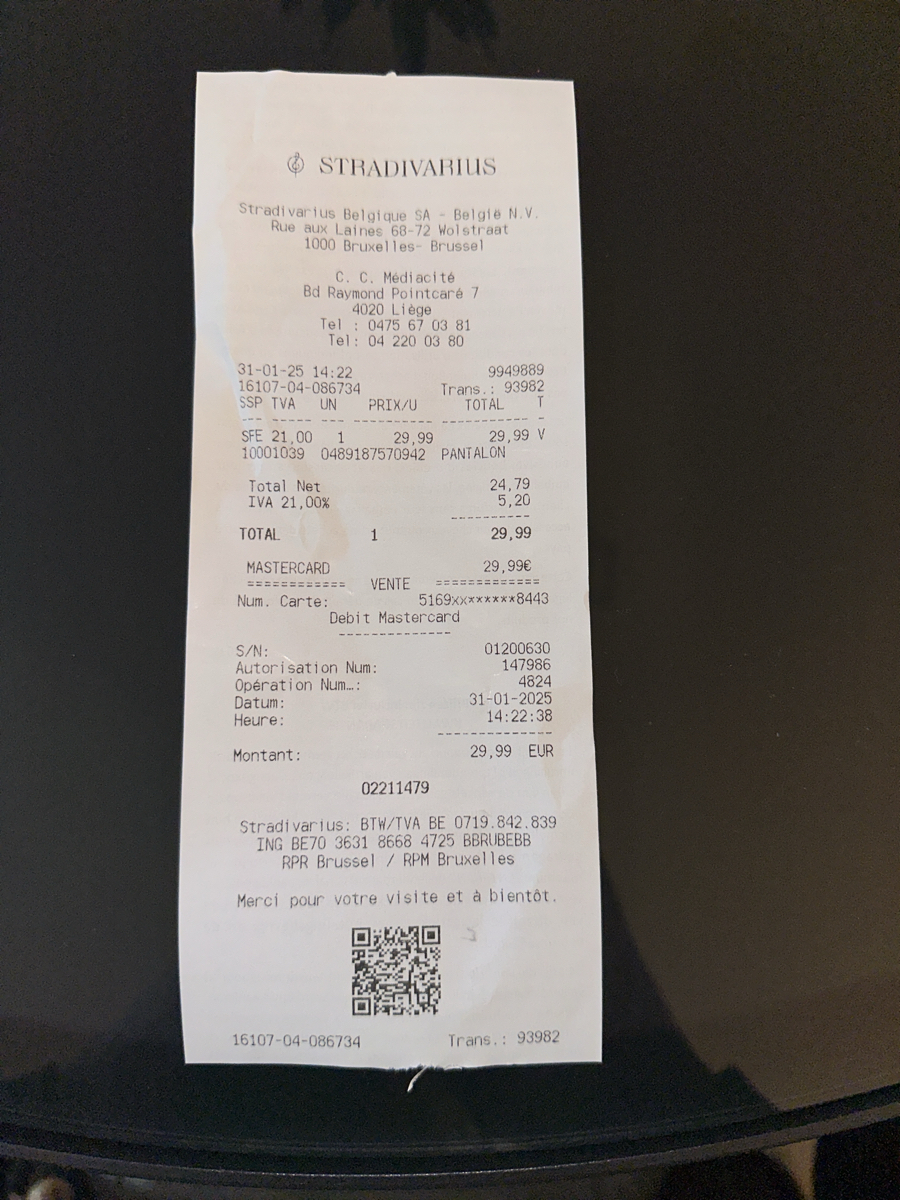 STRADIVARIUS
Stradivarius Belgique SA - België N.V.
Rue aux Laines 68-72 Wolstraat
1000 Bruxelles- Brussel
C. C. Médiacité
Bd Raymond Pointcaré 7
4020 Liège
Tel : 0475 67 03 81
Tel: 04 220 03 80
31-01-25 14:22 9949889
16107-04-086734 Trans.: 93982
SSP TVA UN PRIX/U TOTAL T
--- ----- --- ----------- ----------- -
SFE 21,00 1 29,99 29,99 V
10001039 0489187570942 PANTALON
Total Net 24,79
IVA 21,00% 5,20
----------
TOTAL 1 29,99
MASTERCARD 29,99€
============ VENTE =============
Num. Carte: 5169xx******8443
Debit Mastercard
--------------
S/N: 01200630
Autorisation Num: 147986
Opération Num…: 4824
Datum: 31-01-2025
Heure: 14:22:38
--------------
Montant: 29,99 EUR
02211479
Stradivarius: BTW/TVA BE 0719.842.839
ING BE70 3631 8668 4725 BBRUBEBB
RPR Brussel / RPM Bruxelles
Merci pour votre visite et à bientôt.
16107-04-086734 Trans.: 93982